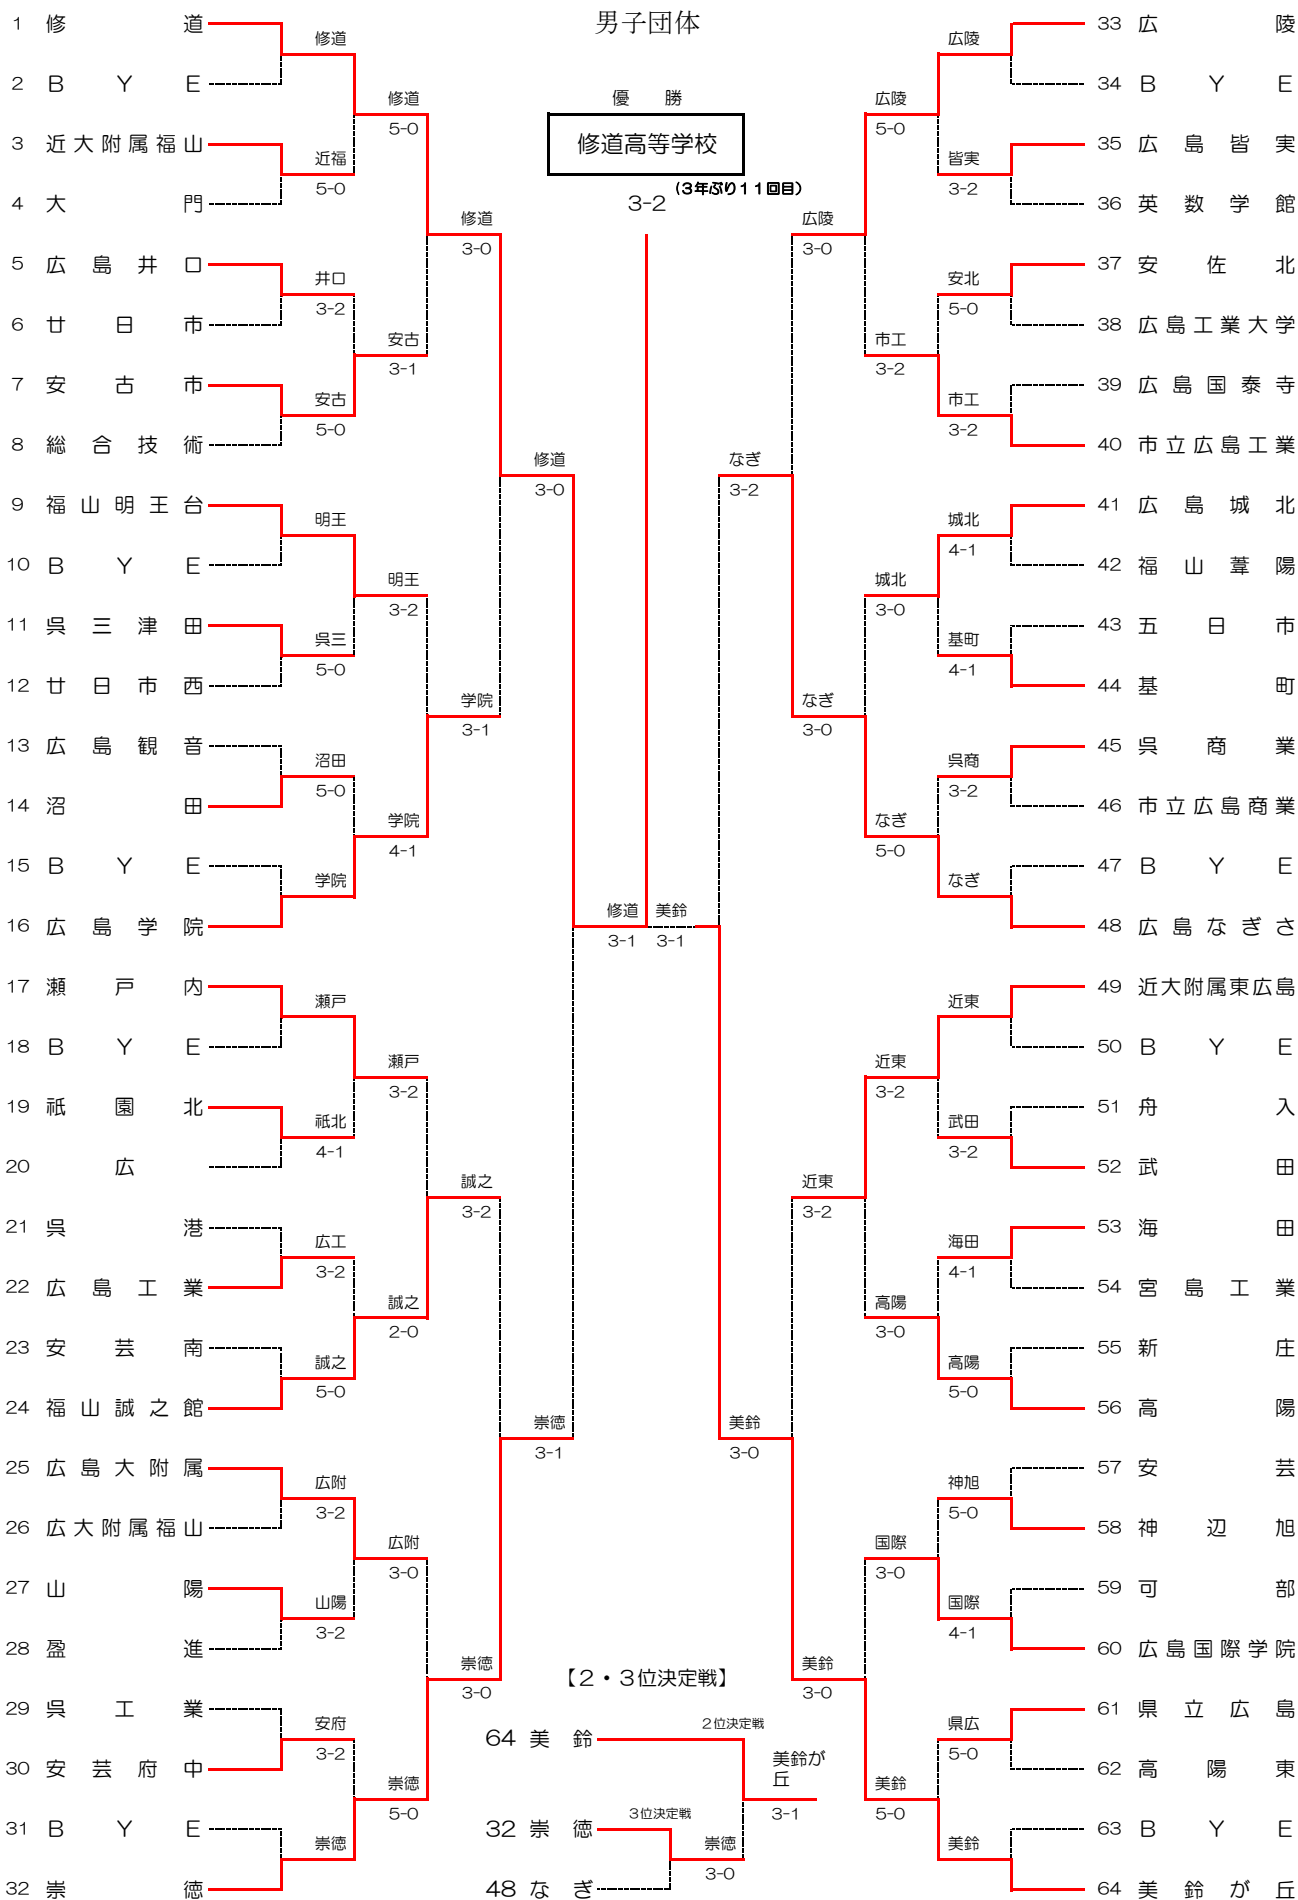 男子団体
優 勝
修道高等学校
(3年ぶり11回目)
3-2
1 修 道
2 B Y E
3 近大附属福山
4 大 門
5 広島井口
6 廿日市
7 安古市
8 総合技術
9 福山明王台
10 B Y E
11 呉三津田
12 廿日市西
13 広島観音
14 沼 田
15 B Y E
16 広島学院
17 瀬戸内
18 B Y E
19 祇園北
20 広
21 呉 港
22 広島工業
23 安芸南
24 福山誠之館
25 広島大附属
26 広大附属福山
27 山 陽
28 盈 進
29 呉工業
30 安芸府中
31 B Y E
32 崇 徳
修道
近福
5-0
井口
3-2
安古
5-0
明王
呉三
5-0
沼田
5-0
学院
瀬戸
祇北
4-1
広工
3-2
誠之
5-0
広附
3-2
山陽
3-2
安府
3-2
崇徳
修道
5-0
安古
3-1
明王
3-2
学院
4-1
瀬戸
3-2
誠之
2-0
広附
3-0
崇徳
5-0
修道
3-0
学院
3-1
誠之
3-2
崇徳
3-0
修道
3-0
崇徳
3-1
修道
3-1
美鈴
3-1
なぎ
3-2
美鈴
3-0
広陵
3-0
なぎ
3-0
近東
3-2
美鈴
3-0
広陵
5-0
市工
3-2
城北
3-0
なぎ
5-0
近東
3-2
高陽
3-0
国際
3-0
美鈴
5-0
広陵
皆実
3-2
安北
5-0
市工
3-2
城北
4-1
基町
4-1
呉商
3-2
なぎ
近東
武田
3-2
海田
4-1
高陽
5-0
神旭
5-0
国際
4-1
県広
5-0
美鈴
33 広 陵
34 B Y E
35 広島皆実
36 英数学館
37 安佐北
38 広島工業大学
39 広島国泰寺
40 市立広島工業
41 広島城北
42 福山葦陽
43 五日市
44 基 町
45 呉商業
46 市立広島商業
47 B Y E
48 広島なぎさ
49 近大附属東広島
50 B Y E
51 舟 入
52 武 田
53 海 田
54 宮島工業
55 新 庄
56 高 陽
57 安 芸
58 神辺旭
59 可 部
60 広島国際学院
61 県立広島
62 高陽東
63 B Y E
64 美鈴が丘
【2・3位決定戦】
64 美 鈴
2位決定戦
美鈴が
丘
3-1
32 崇 徳
3位決定戦
崇徳
3-0
48 な ぎ